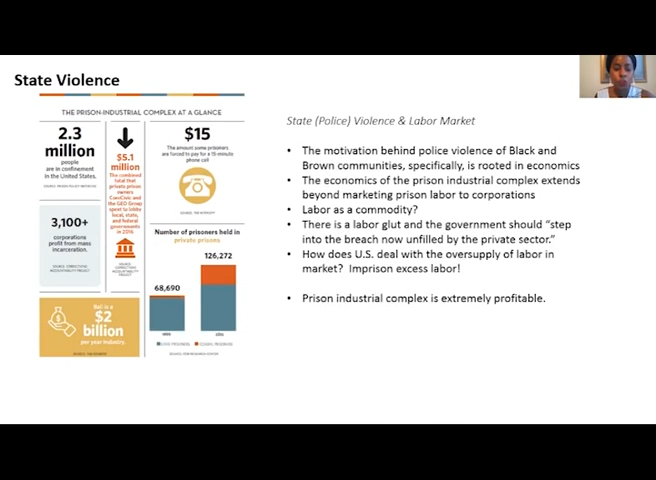 State Violence
THE PRISON-INDUSTRIAL COMPLEX AT A GLANCE
2.3
million
people
are in confinement
in the United States.
3,100+
corporations
profit from mass
incarceration.
Bail is a
$2
billion
per year industry.
$5.1
million
The combined
total that
private prison
owners
CoreCivic and
the GEO Group
spent to lobby
local, state,
and federal
governments
in 2016
$15
The amount some prisoners
are forced to pay for a 15-minute
phone call
Number of prisoners held in
private prisons
126,272
68,690
State (Police) Violence & Labor Market
• The motivation behind police violence of Black and
Brown communities, specifically, is rooted in economics
• The economics of the prison industrial complex extends
beyond marketing prison labor to corporations
• Labor as a commodity?
• There is a labor glut and the government should “step
into the breach now unfilled by the private sector.”
• How does U.S. deal with the oversupply of labor in
market? Imprison excess labor!
• Prison industrial complex is extremely profitable.